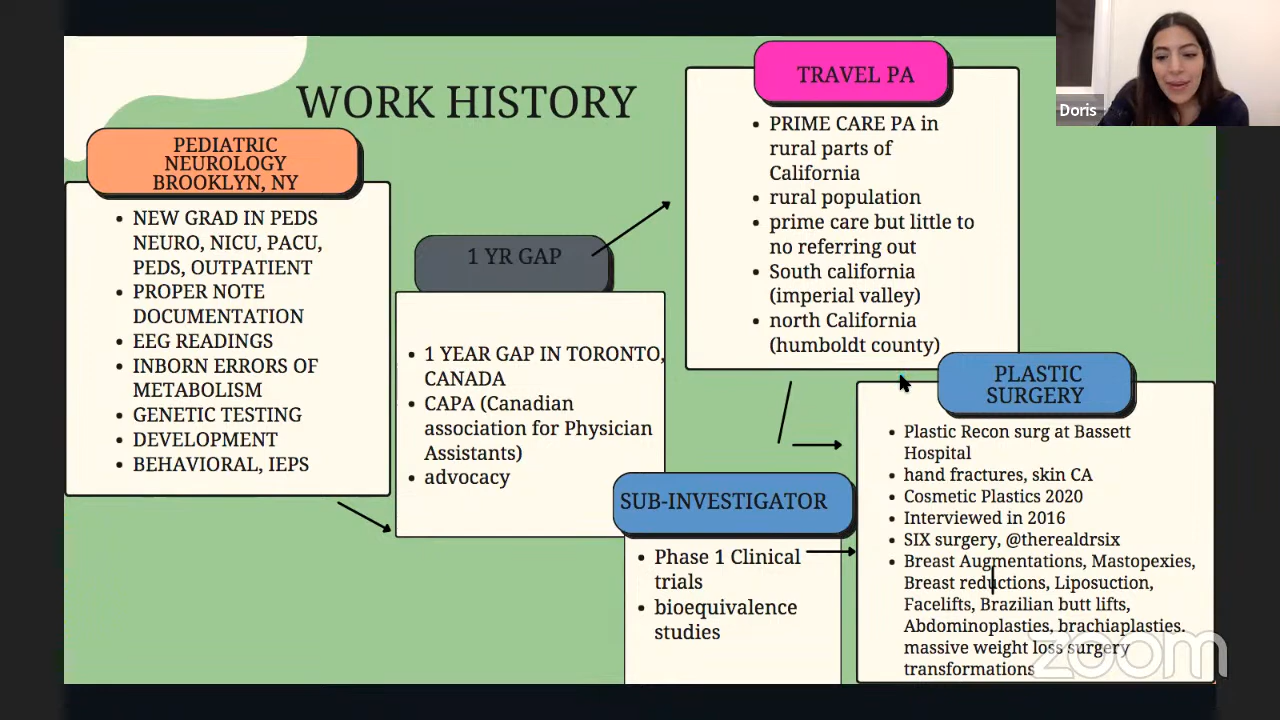 WORK HISTORY
PEDIATRIC
NEUROLOGY
BROOKLYN, NY
• NEW GRAD IN PEDS
NEURO, NICU, PACU,
PEDS, OUTPATIENT
• PROPER NOTE
DOCUMENTATION
• EEG READINGS
• INBORN ERRORS OF
METABOLISM
• GENETIC TESTING
• DEVELOPMENT
• BEHAVIORAL, IEPS
1 YR GAP
• 1 YEAR GAP IN TORONTO,
CANADA
• CAPA (Canadian
association for Physician
Assistants)
• advocacy
TRAVEL PA
• PRIME CARE PA in
rural parts of
California
• rural population
• prime care but little to
no referring out
• South california
(imperial valley)
• north California
(humboldt county)
SUB-INVESTIGATOR
• Phase 1 Clinical
trials
• bioequivalence
studies
PLASTIC
SURGERY
• Plastic Recon surg at Bassett
Hospital
• hand fractures, skin CA
• Cosmetic Plastics 2020
• Interviewed in 2016
• SIX surgery, @therealdrsix
• Breast Augmentations, Mastopexies,
Breast reductions, Liposuction,
Facelifts, Brazilian butt lifts,
Abdominoplasties, brachiaplasties.
massive weight loss surgery
transformations
Doris
zoom